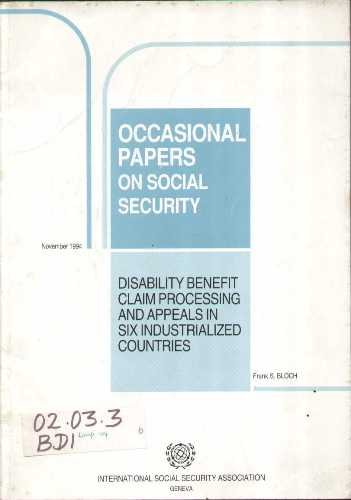 OCCASIONAL
PAPERS
ON SOCIAL
SECURITY
November 1994
DISABILITY BENEFIT
CLAIM PROCESSING
AND APPEALS IN
SIX INDUSTRIALIZED
COUNTRIES
Frank S. BLOCH
02.03.3
BDI
INTERNATIONAL SOCIAL SECURITY ASSOCIATION
GENEVA